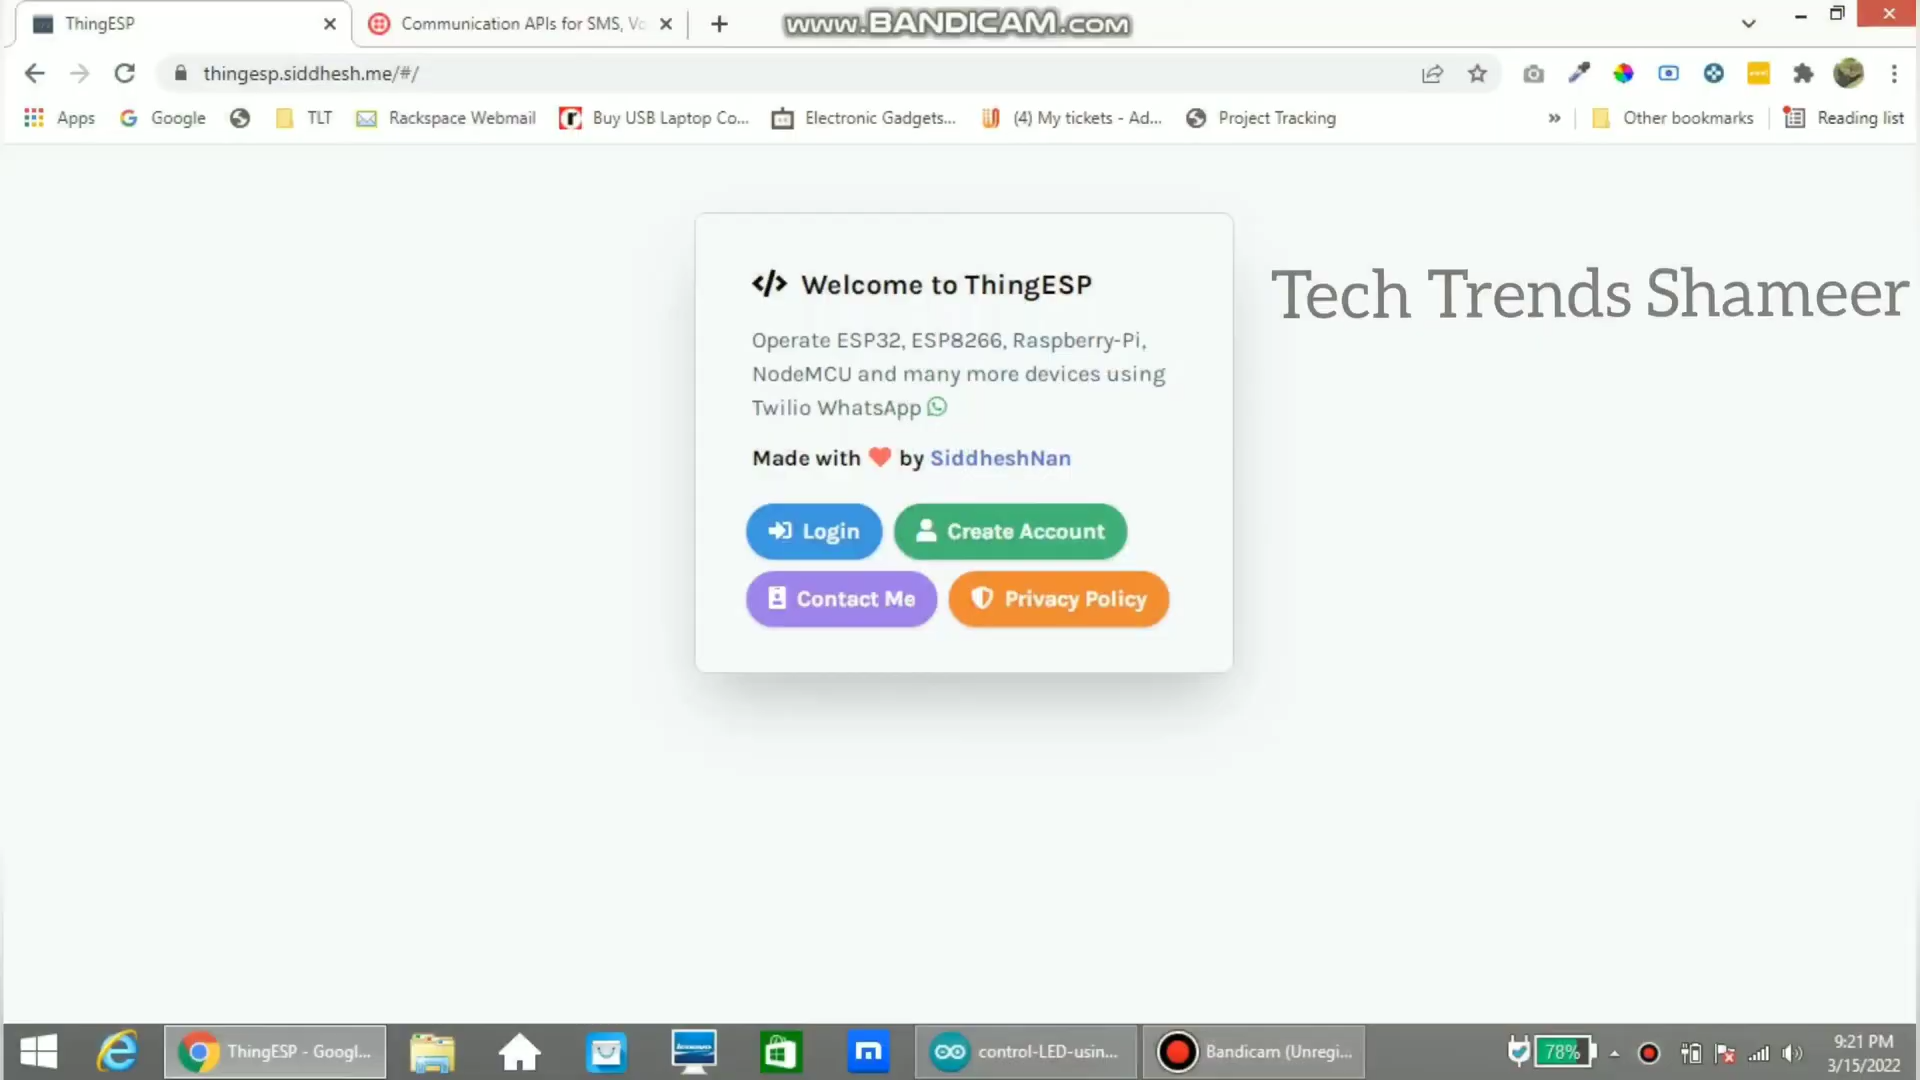 ThingESP
Communication APIs for SMS, Vo
www.BANDICAM.com
thingesp.siddhesh.me/#/
Apps
Google
TLT
Rackspace Webmail
Buy USB Laptop Co...
Electronic Gadgets...
(4) My tickets - Ad...
Project Tracking
»
Other bookmarks
Reading list
</> Welcome to ThingESP
Operate ESP32, ESP8266, Raspberry-Pi,
NodeMCU and many more devices using
Twilio WhatsApp
Made with ❤ by SiddheshNan
Login
Create Account
Contact Me
Privacy Policy
Tech Trends Shameer
ThingESP - Googl...
control-LED-usin...
Bandicam (Unregi...
78%
9:21 PM
3/15/2022